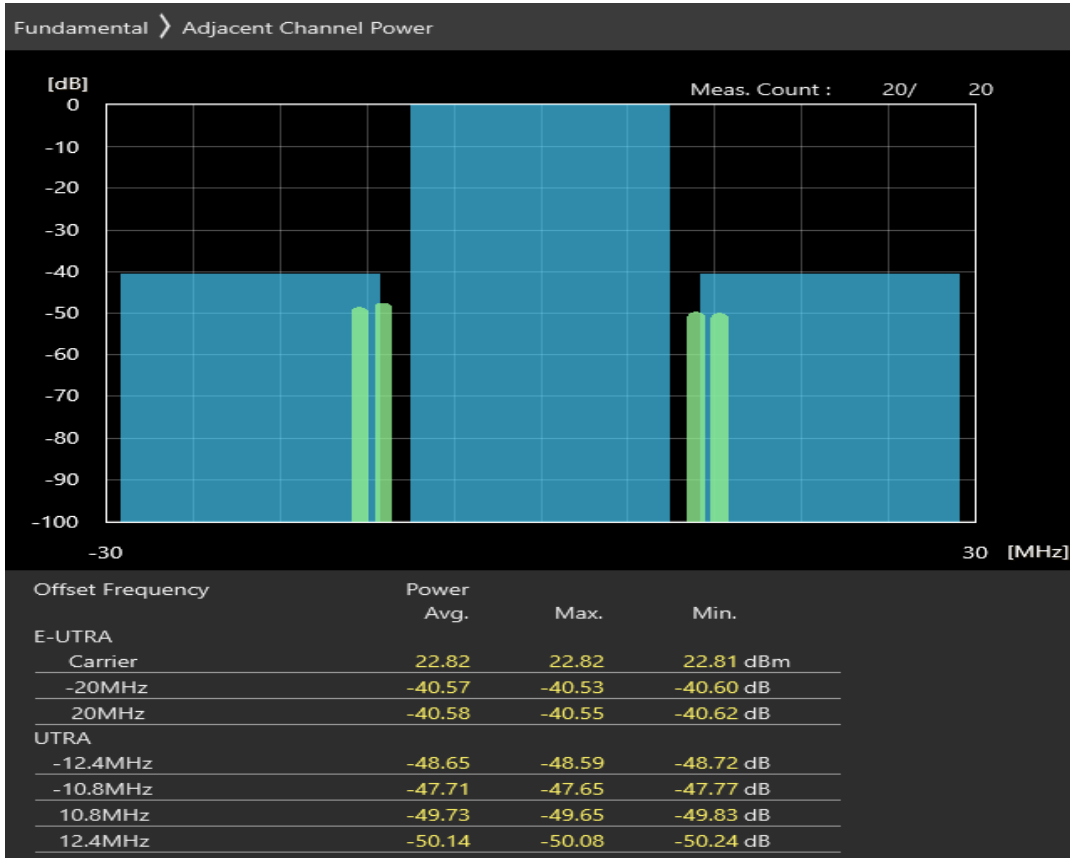 Fundamental 〉 Adjacent Channel Power
[dB]
Meas. Count : 20/ 20
0
-10
-20
-30
-40
-50
-60
-70
-80
-90
-100
-30 30 [MHz]
Offset Frequency Power
Avg. Max. Min.
E-UTRA
Carrier 22.82 22.82 22.81 dBm
-20MHz -40.57 -40.53 -40.60 dB
20MHz -40.58 -40.55 -40.62 dB
UTRA
-12.4MHz -48.65 -48.59 -48.72 dB
-10.8MHz -47.71 -47.65 -47.77 dB
10.8MHz -49.73 -49.65 -49.83 dB
12.4MHz -50.14 -50.08 -50.24 dB